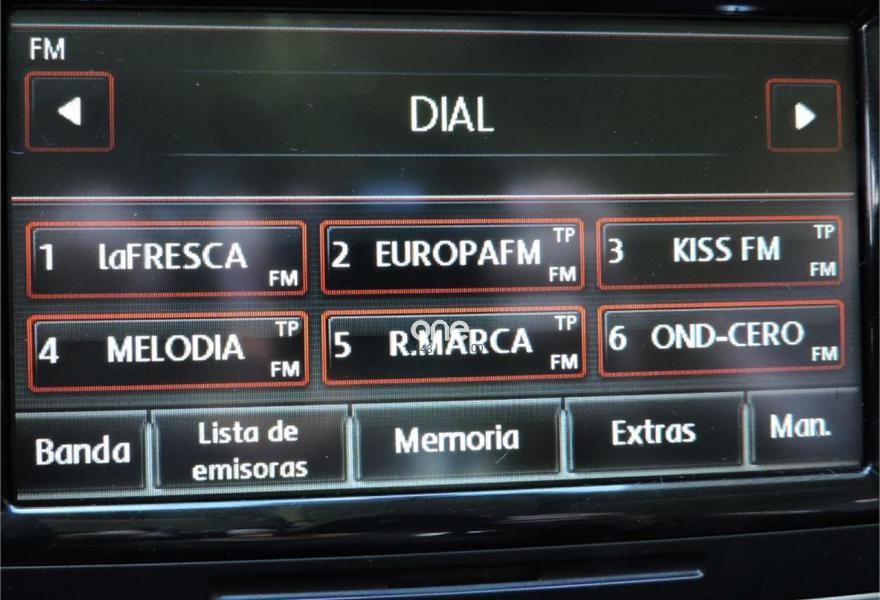 FM
DIAL
1 laFRESCA FM
2 EUROPAFM TP FM
3 KISS FM TP FM
4 MELODIA TP FM
5 R.MARCA TP FM
6 OND-CERO FM
one
Banda
Lista de
emisoras
Memoria
Extras
Man.